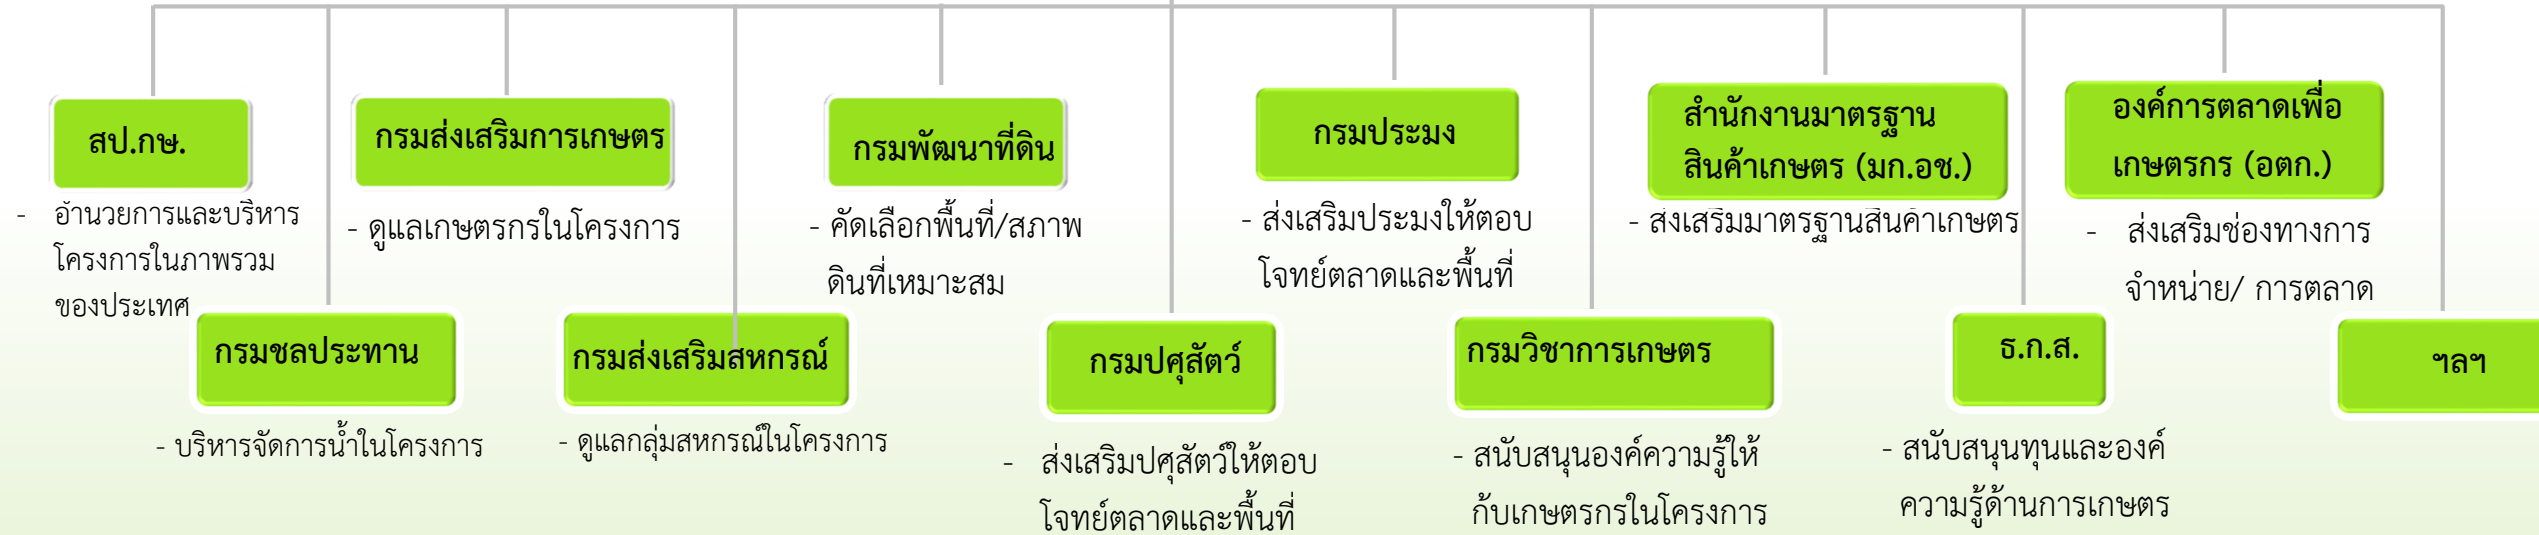 สป.กษ.
- อำนวยการและบริหาร
โครงการในภาพรวม
ของประเทศ
กรมชลประทาน
- บริหารจัดการน้ำในโครงการ
กรมส่งเสริมการเกษตร
- ดูแลเกษตรกรในโครงการ
กรมส่งเสริมสหกรณ์
- ดูแลกลุ่มสหกรณ์ในโครงการ
กรมพัฒนาที่ดิน
- คัดเลือกพื้นที่/สภาพ
ดินที่เหมาะสม
กรมปศุสัตว์
- ส่งเสริมปศุสัตว์ให้ตอบ
โจทย์ตลาดและพื้นที่
กรมประมง
- ส่งเสริมประมงให้ตอบ
โจทย์ตลาดและพื้นที่
กรมวิชาการเกษตร
- สนับสนุนองค์ความรู้ให้
กับเกษตรกรในโครงการ
สำนักงานมาตรฐาน
สินค้าเกษตร (มก.อช.)
- ส่งเสริมมาตรฐานสินค้าเกษตร
ธ.ก.ส.
- สนับสนุนทุนและองค์
ความรู้ด้านการเกษตร
องค์การตลาดเพื่อ
เกษตรกร (อตก.)
- ส่งเสริมช่องทางการ
จำหน่าย/ การตลาด
ฯลฯ